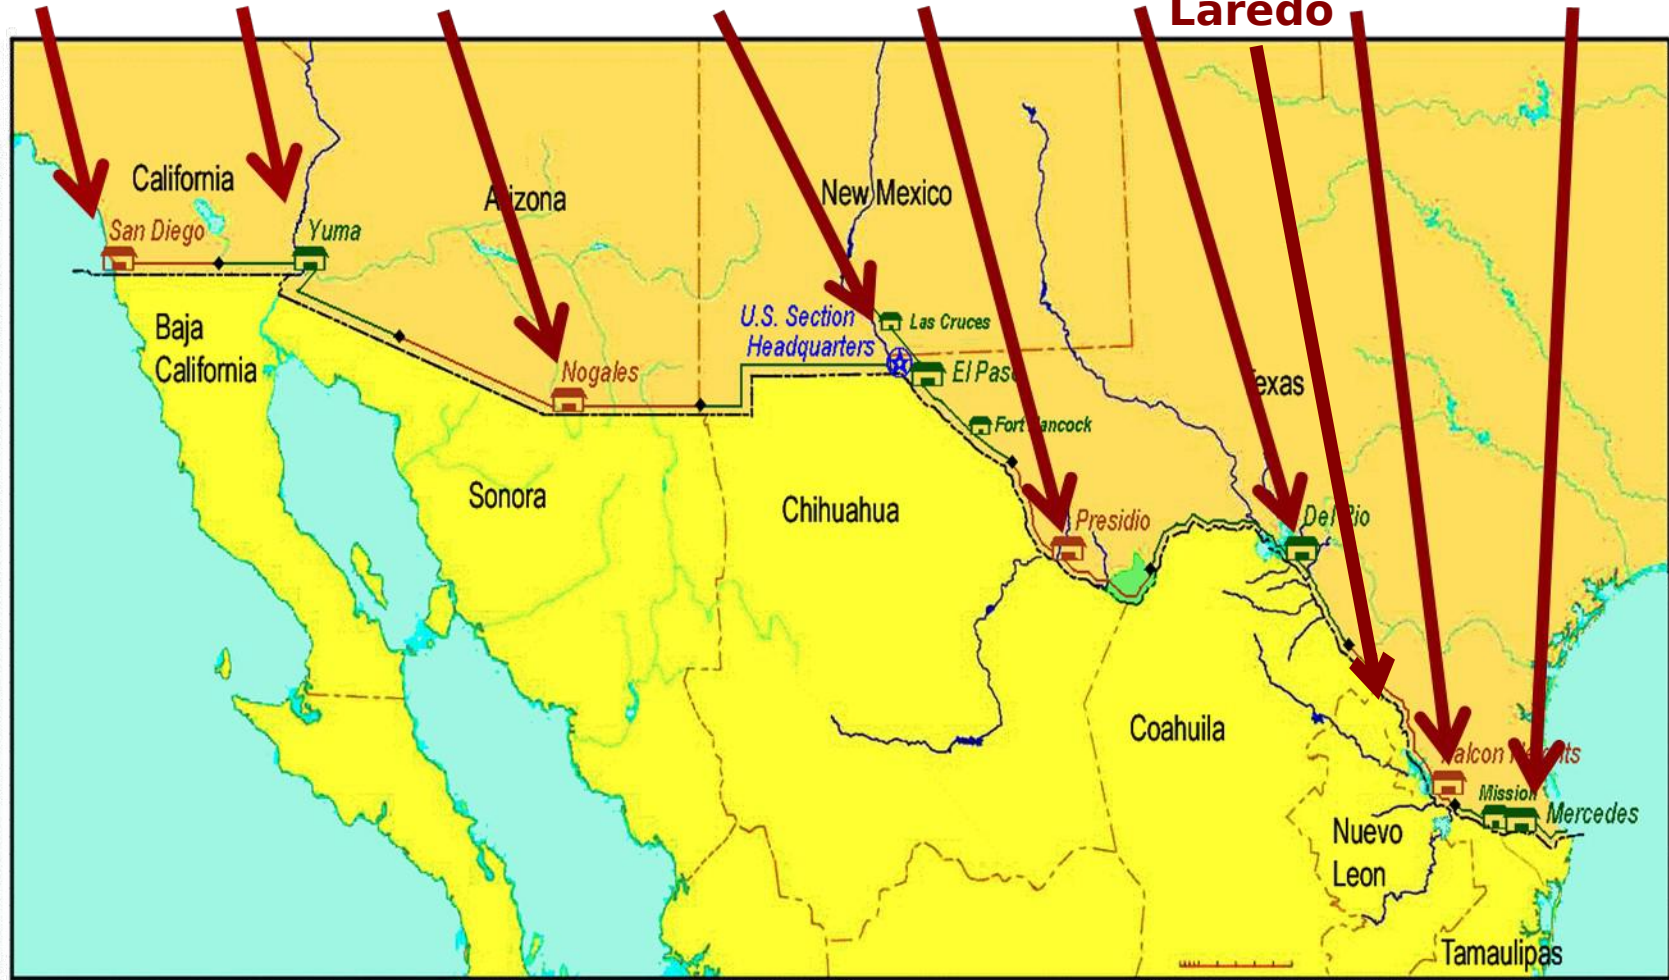 Laredo
California
Arizona
New Mexico
San Diego
Yuma
U.S. Section
Headquarters
Las Cruces
Baja
California
Nogales
El Paso
Texas
Fort Hancock
Sonora
Chihuahua
Presidio
Del Rio
Coahuila
Falcon Heights
Mission
Mercedes
Nuevo
Leon
Tamaulipas